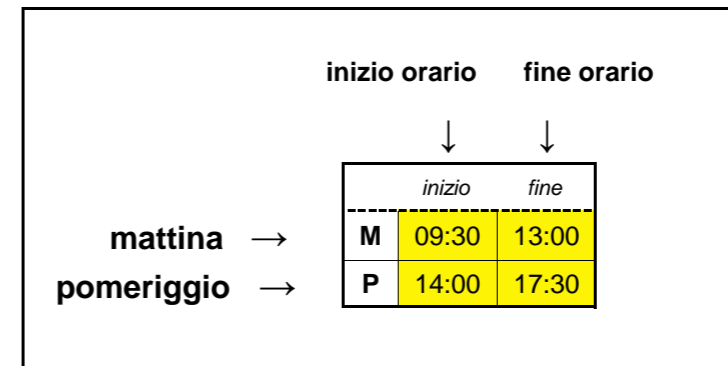 inizio orario fine orario
↓ ↓
inizio fine
mattina → M 09:30 13:00
pomeriggio → P 14:00 17:30